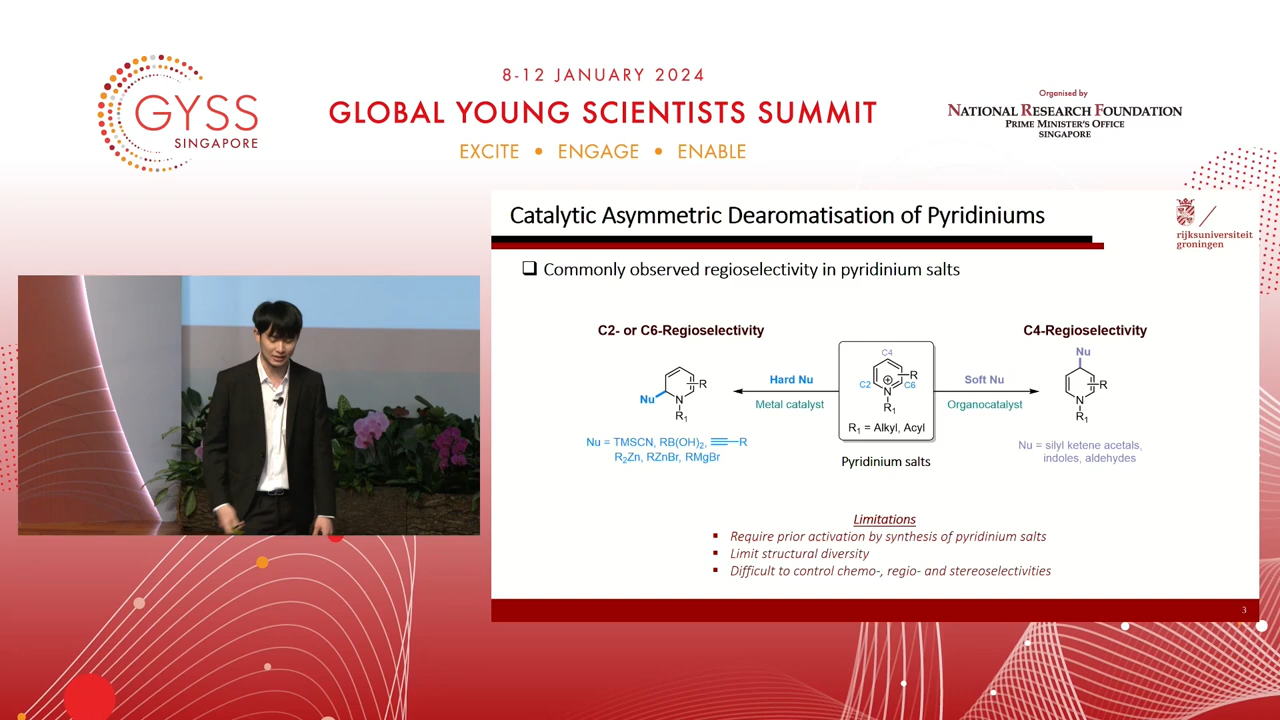 GYSS
SINGAPORE
8-12 JANUARY 2024
GLOBAL YOUNG SCIENTISTS SUMMIT
EXCITE • ENGAGE • ENABLE
Organised by
NATIONAL RESEARCH FOUNDATION
PRIME MINISTER'S OFFICE
SINGAPORE
Catalytic Asymmetric Dearomatisation of Pyridiniums
rijksuniversiteit
groningen
❑ Commonly observed regioselectivity in pyridinium salts
C2- or C6-Regioselectivity
Nu
N
R
R₁
Nu = TMSCN, RB(OH)₂, R
R₂Zn, RZnBr, RMgBr
Hard Nu
Metal catalyst
C4
R
C2
C6
N
R₁
R₁ = Alkyl, Acyl
Pyridinium salts
Soft Nu
Organocatalyst
C4-Regioselectivity
Nu
R
N
R₁
Nu = silyl ketene acetals,
indoles, aldehydes
Limitations
▪ Require prior activation by synthesis of pyridinium salts
▪ Limit structural diversity
▪ Difficult to control chemo-, regio- and stereoselectivities
3